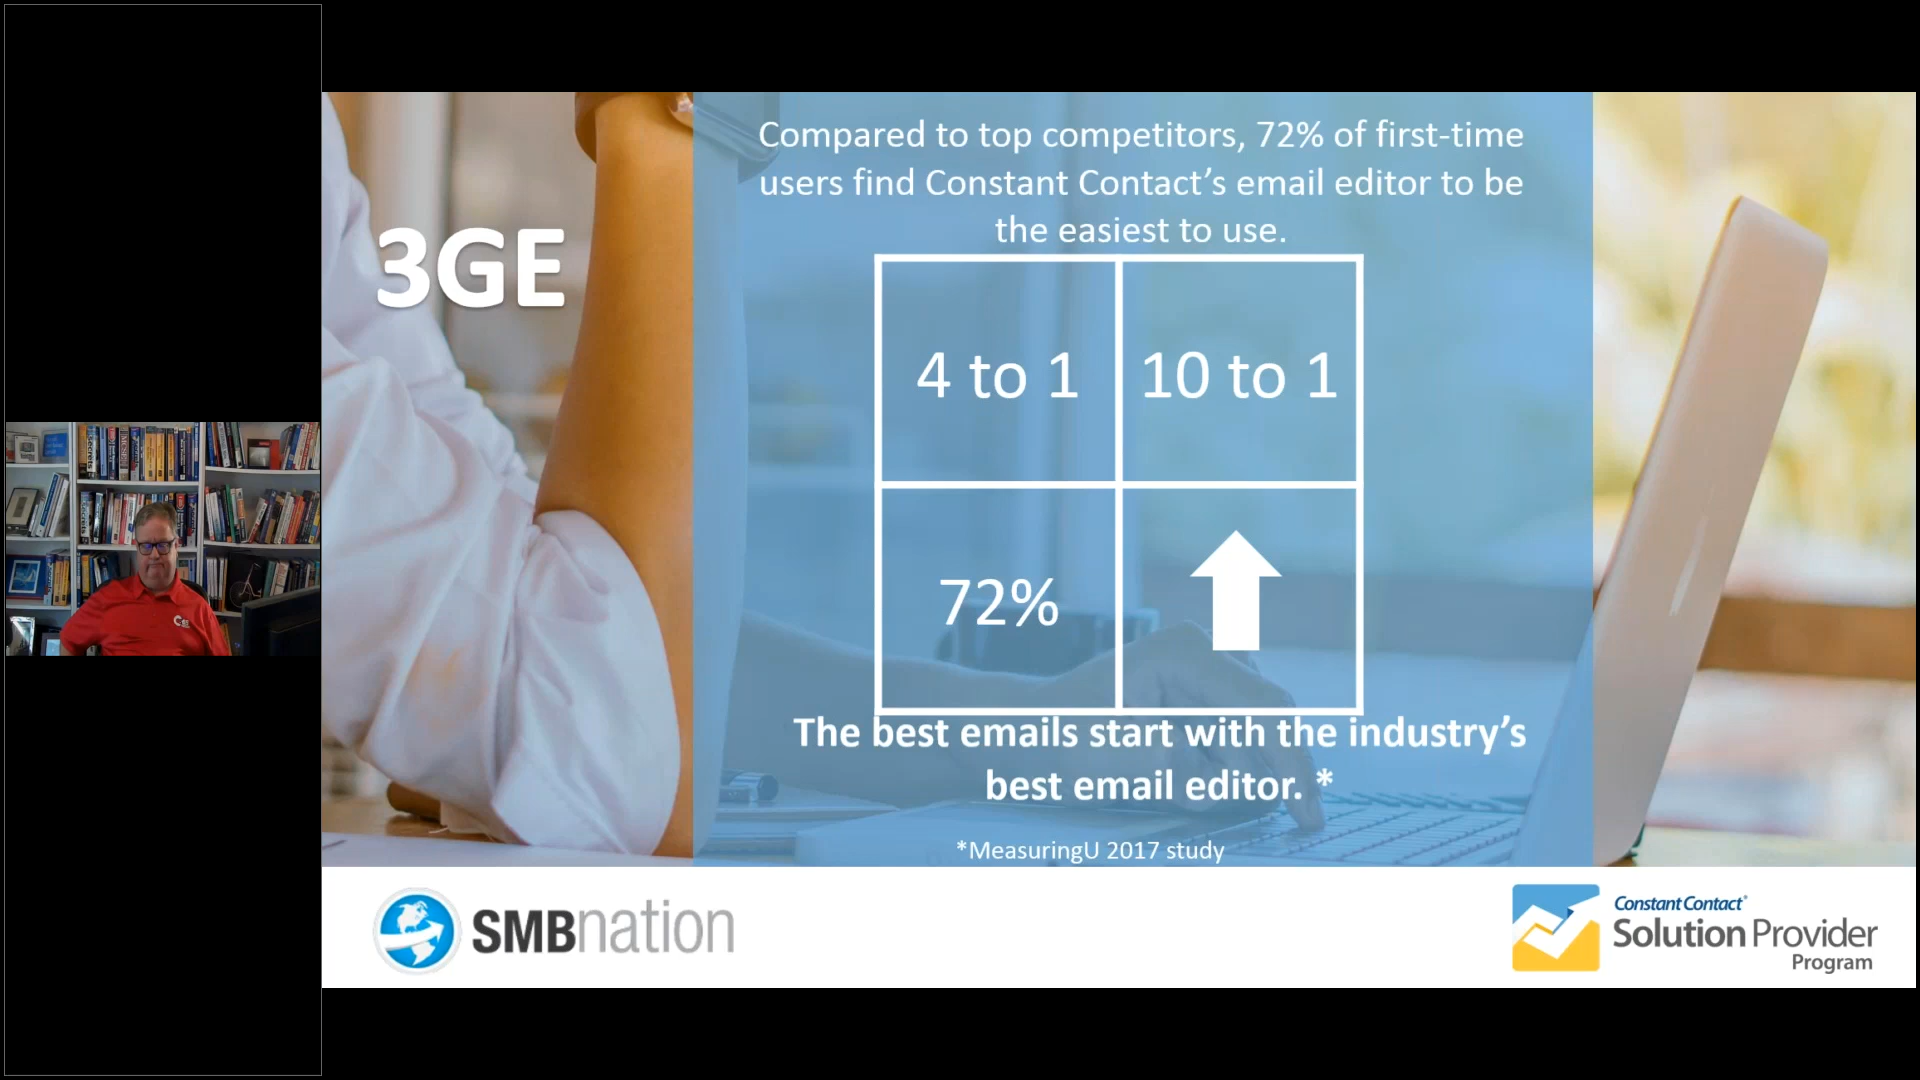 Compared to top competitors, 72% of first-time
users find Constant Contact’s email editor to be
the easiest to use.
3GE
4 to 1
10 to 1
72%
The best emails start with the industry’s
best email editor. *
*MeasuringU 2017 study
SMBnation
Constant Contact®
Solution Provider
Program